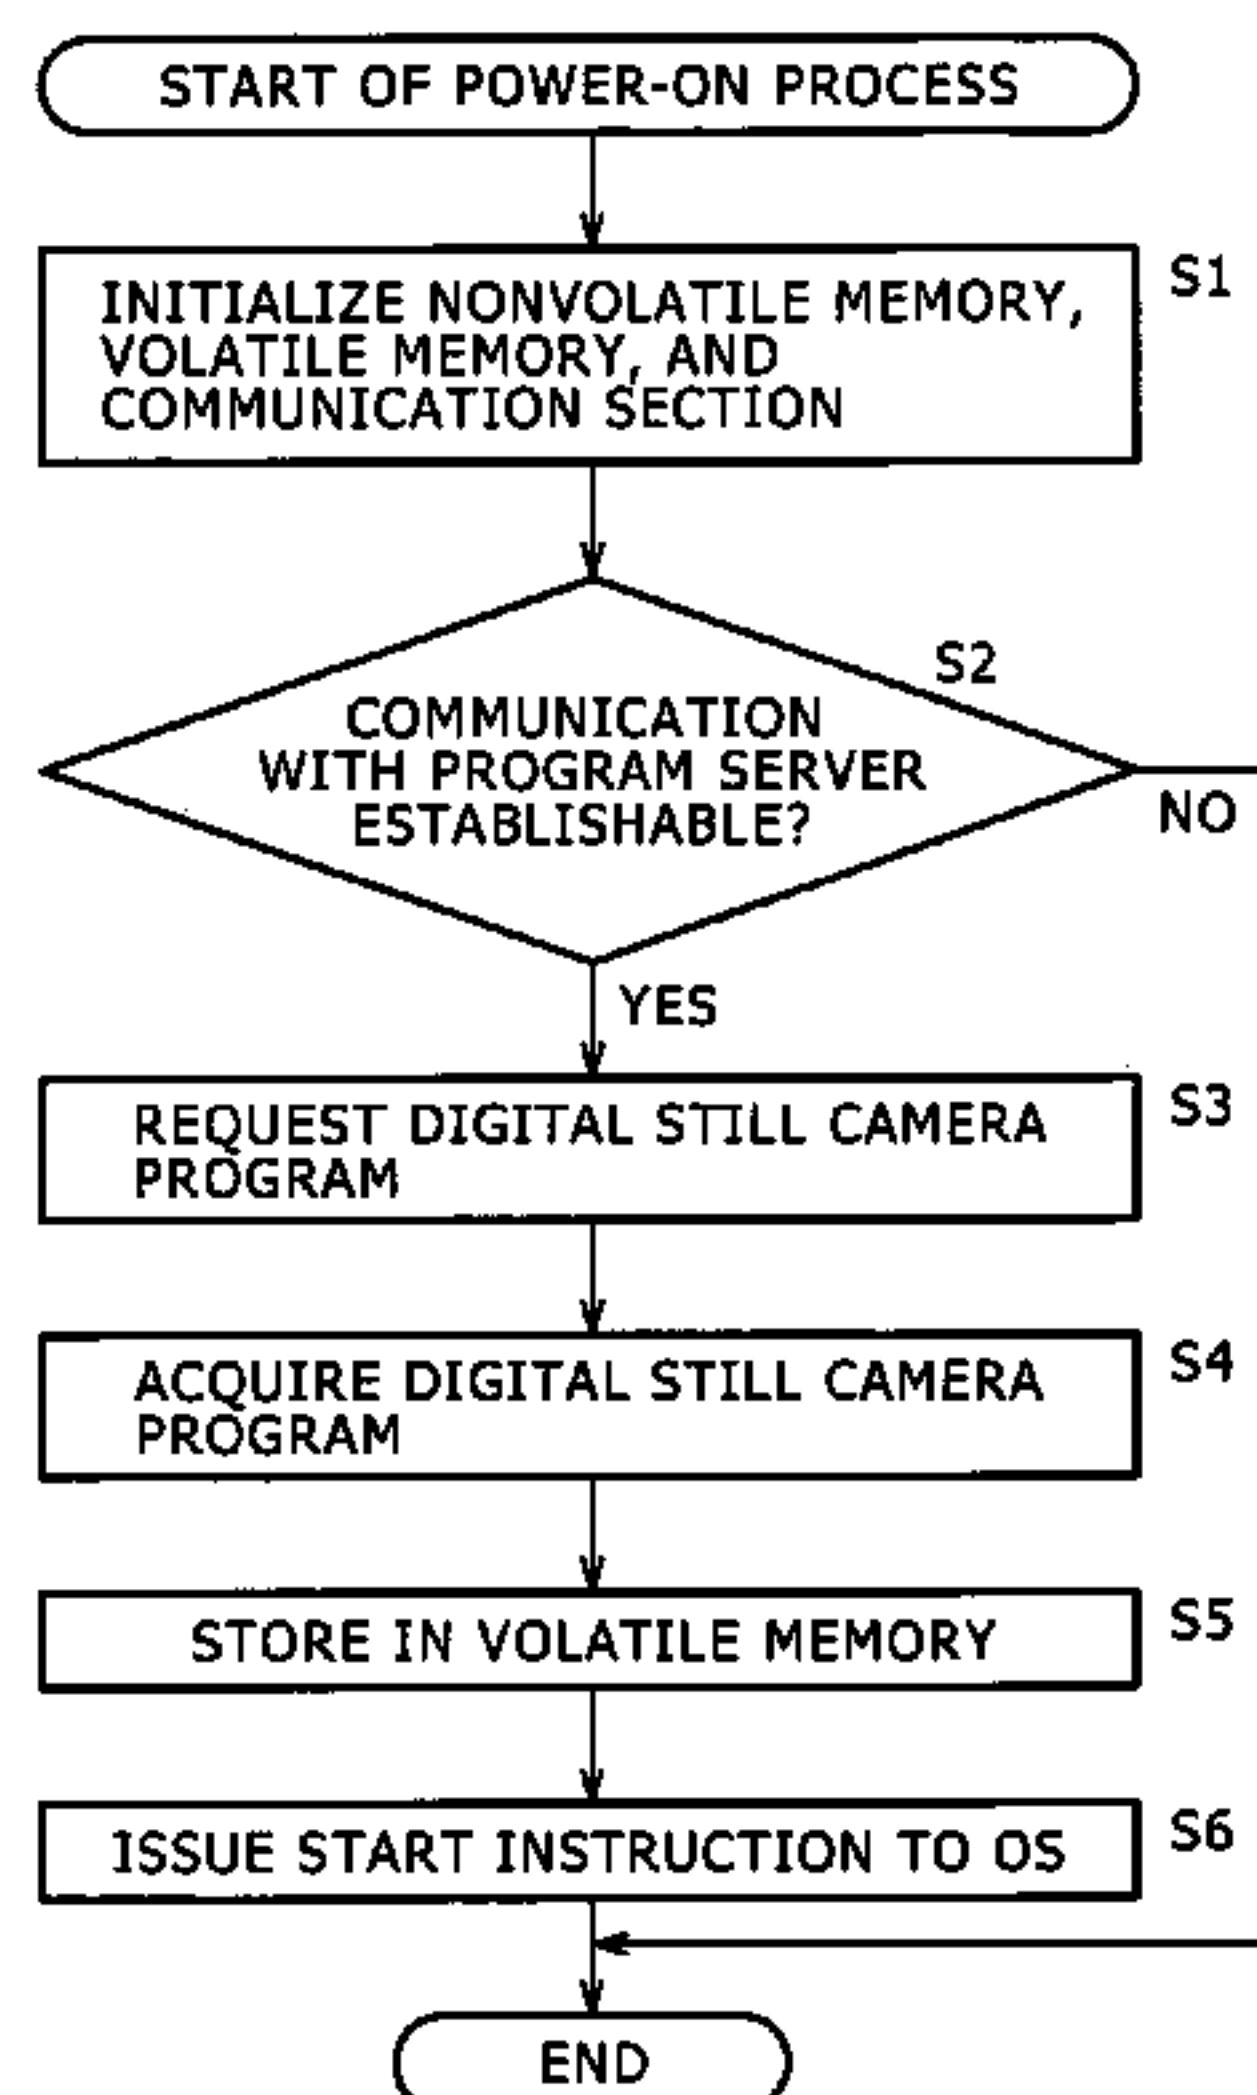 START OF POWER-ON PROCESS
INITIALIZE NONVOLATILE MEMORY,
VOLATILE MEMORY, AND
COMMUNICATION SECTION
S1
S2
COMMUNICATION
WITH PROGRAM SERVER
ESTABLISHABLE?
NO
YES
REQUEST DIGITAL STILL CAMERA
PROGRAM
S3
ACQUIRE DIGITAL STILL CAMERA
PROGRAM
S4
STORE IN VOLATILE MEMORY
S5
ISSUE START INSTRUCTION TO OS
S6
END